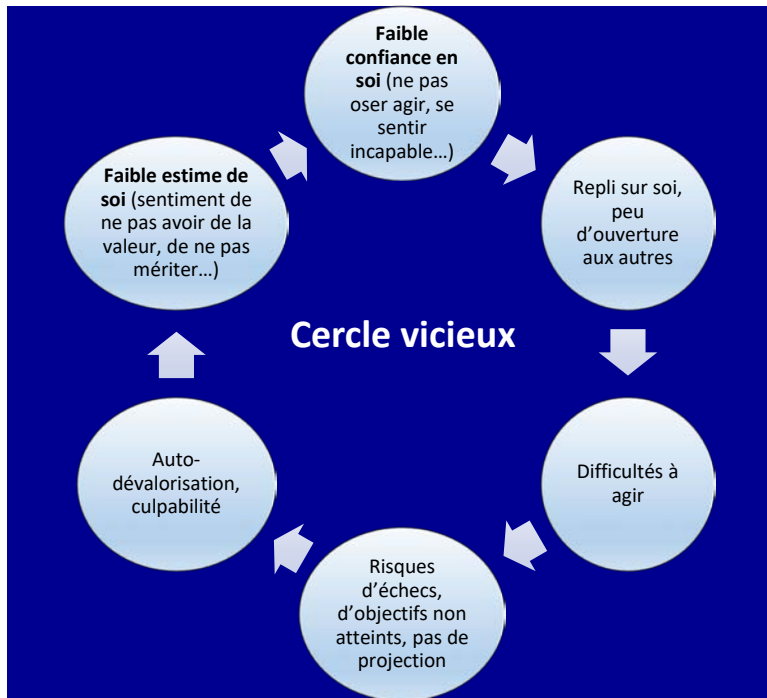 Faible
confiance en
soi (ne pas
oser agir, se
sentir
incapable...)
Repli sur soi,
peu
d'ouverture
aux autres
Difficultés à
agir
Risques
d'échecs,
d'objectifs non
atteints, pas de
projection
Auto-
dévalorisation,
culpabilité
Faible estime de
soi (sentiment de
ne pas avoir de la
valeur, de ne pas
mériter...)
Cercle vicieux